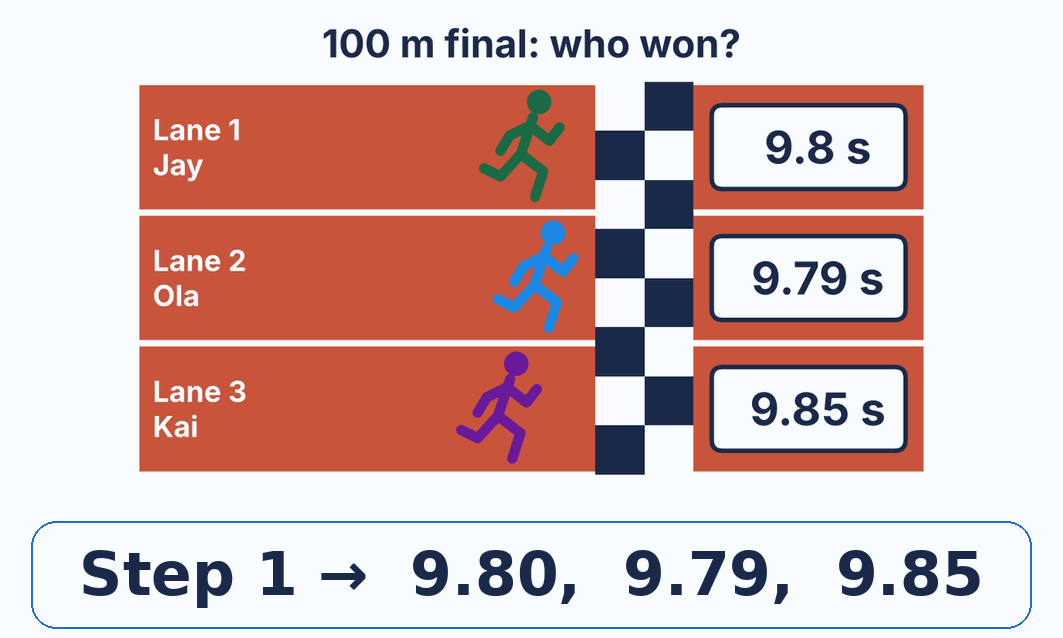 100 m final: who won?
Lane 1
Jay
9.8 s
Lane 2
Ola
9.79 s
Lane 3
Kai
9.85 s
Step 1 → 9.80, 9.79, 9.85